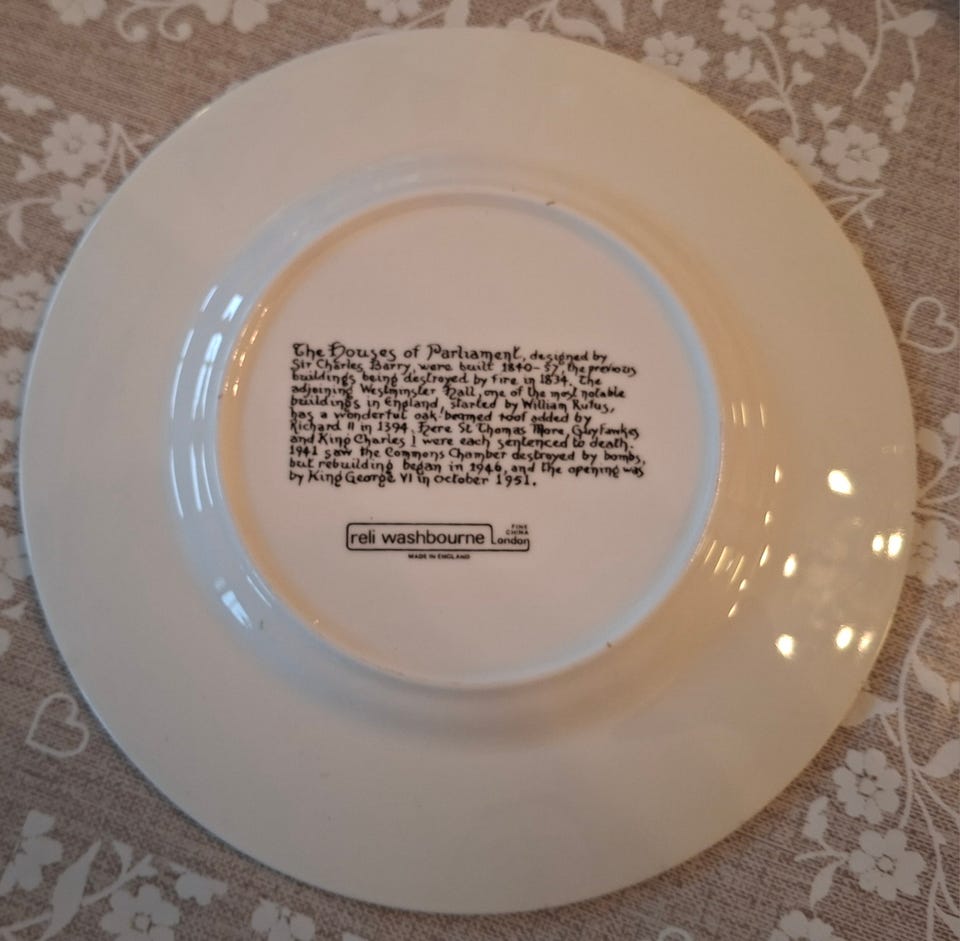 The Houses of Parliament, designed by
Sir Charles Barry, were built 1840-57, the previous
buildings being destroyed by fire in 1834. The
adjoining Westminster Hall, one of the most notable
buildings in England, started by William Rufus,
has a wonderful oak-beamed roof added by
Richard II in 1394. Here St Thomas More, Guy Fawkes
and King Charles I were each sentenced to death.
1941 saw the Commons Chamber destroyed by bombs,
but rebuilding began in 1946, and the opening was
by King George VI in October 1951.
reli washbourne FINE CHINA London
MADE IN ENGLAND